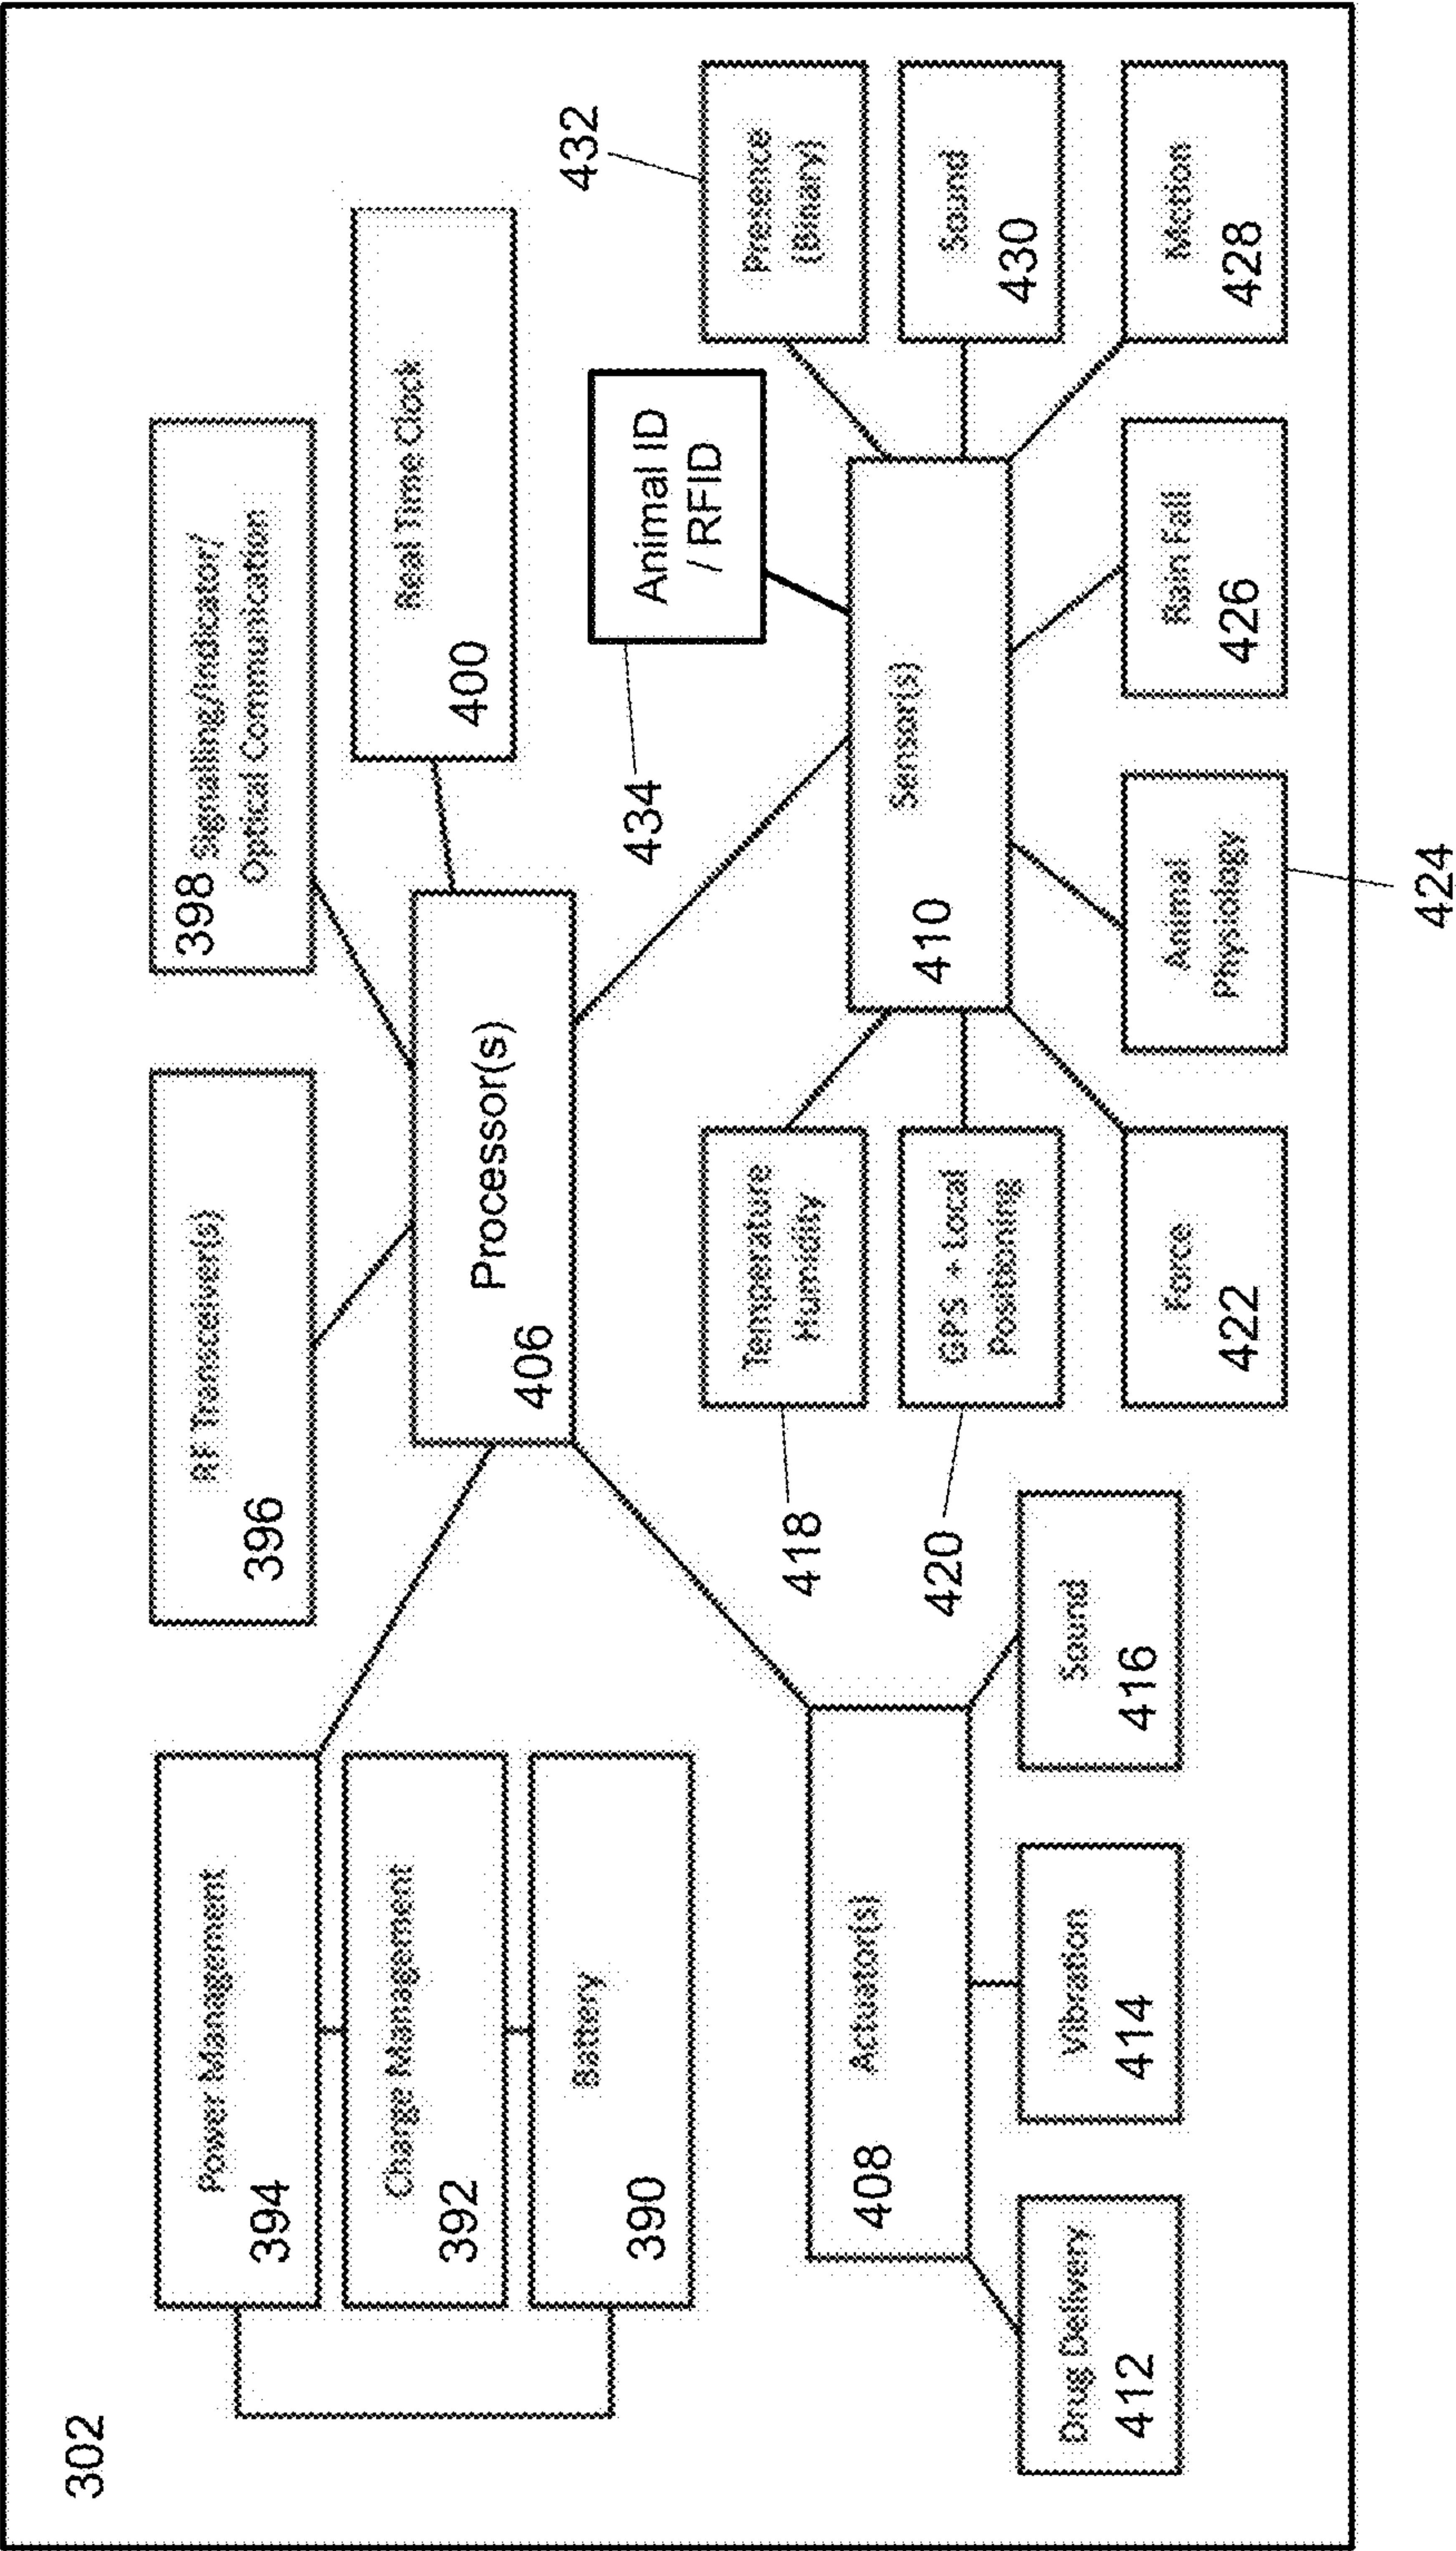 302
Power Management
394
Charge Management
392
Battery
390
RF Transceiver(s)
396
398 Signaling/Indicator/
Optical Communication
Real Time Clock
400
Processor(s)
406
Actuator(s)
408
Drug Delivery
412
Vibration
414
Sound
416
Sensor(s)
410
Temperature
Humidity
418
GPS + Local
Positioning
420
Force
422
Animal
Physiology
424
Rain Fall
426
Motion
428
Sound
430
Presence
(Binary)
432
Animal ID
/ RFID
434